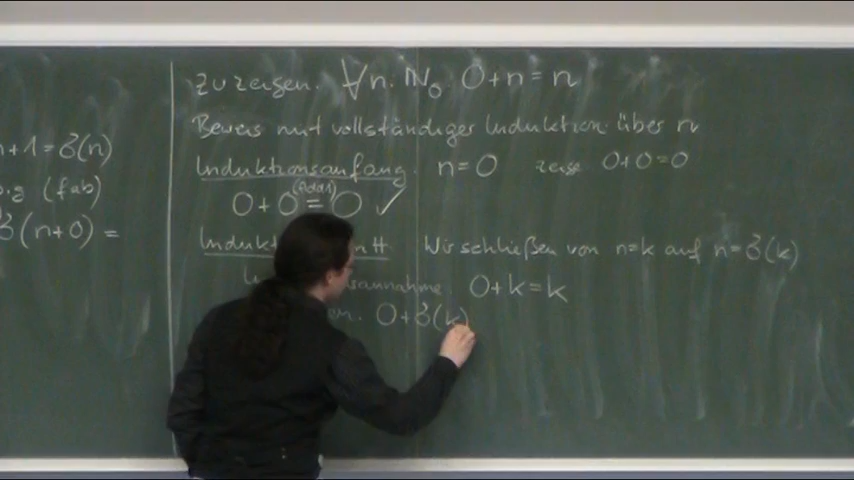 n+1=δ(n)
(fab)
δ(n+0) =
zu zeigen. ∀n:ℕ₀. 0+n=n
Beweis mit vollständiger Induktion über n
Induktionsanfang. n=0 zeige 0+0=0
(Add1)
0+0 = 0 ✓
Wir schließen von n=k auf n=δ(k)
0+k=k
0+δ(k)